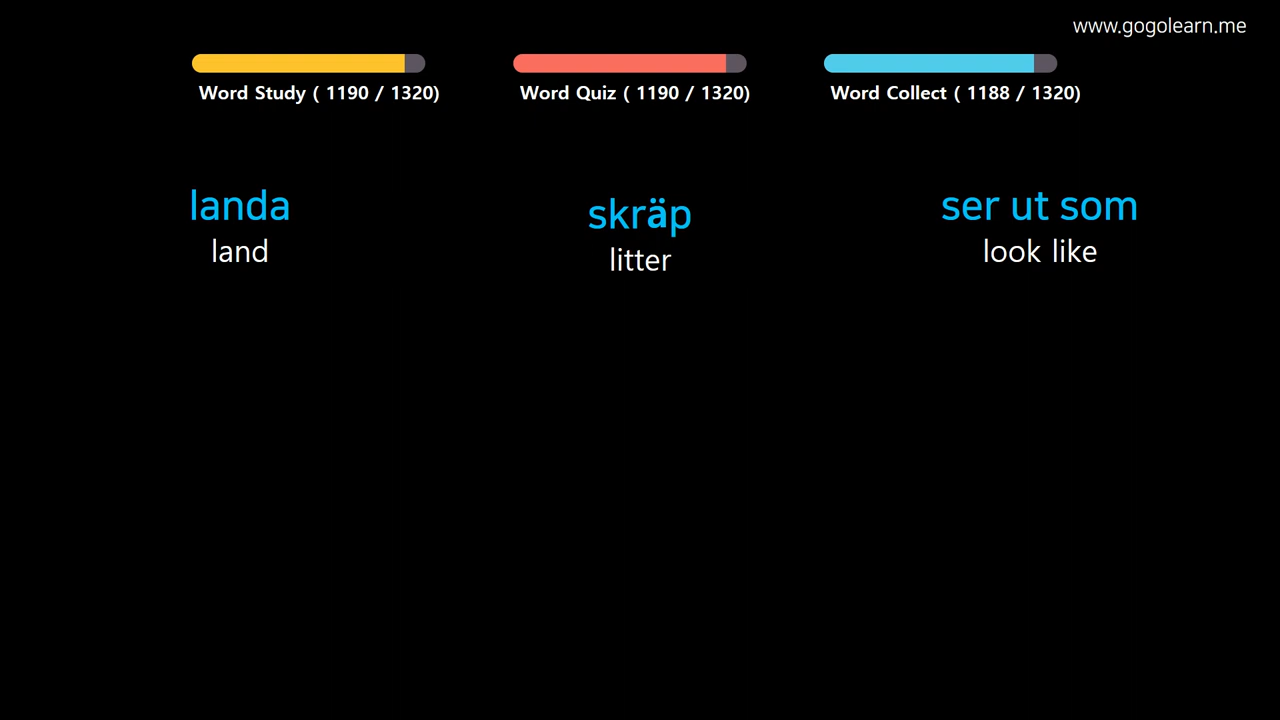 www.gogolearn.me
Word Study ( 1190 / 1320)
Word Quiz ( 1190 / 1320)
Word Collect ( 1188 / 1320)
landa
land
skräp
litter
ser ut som
look like